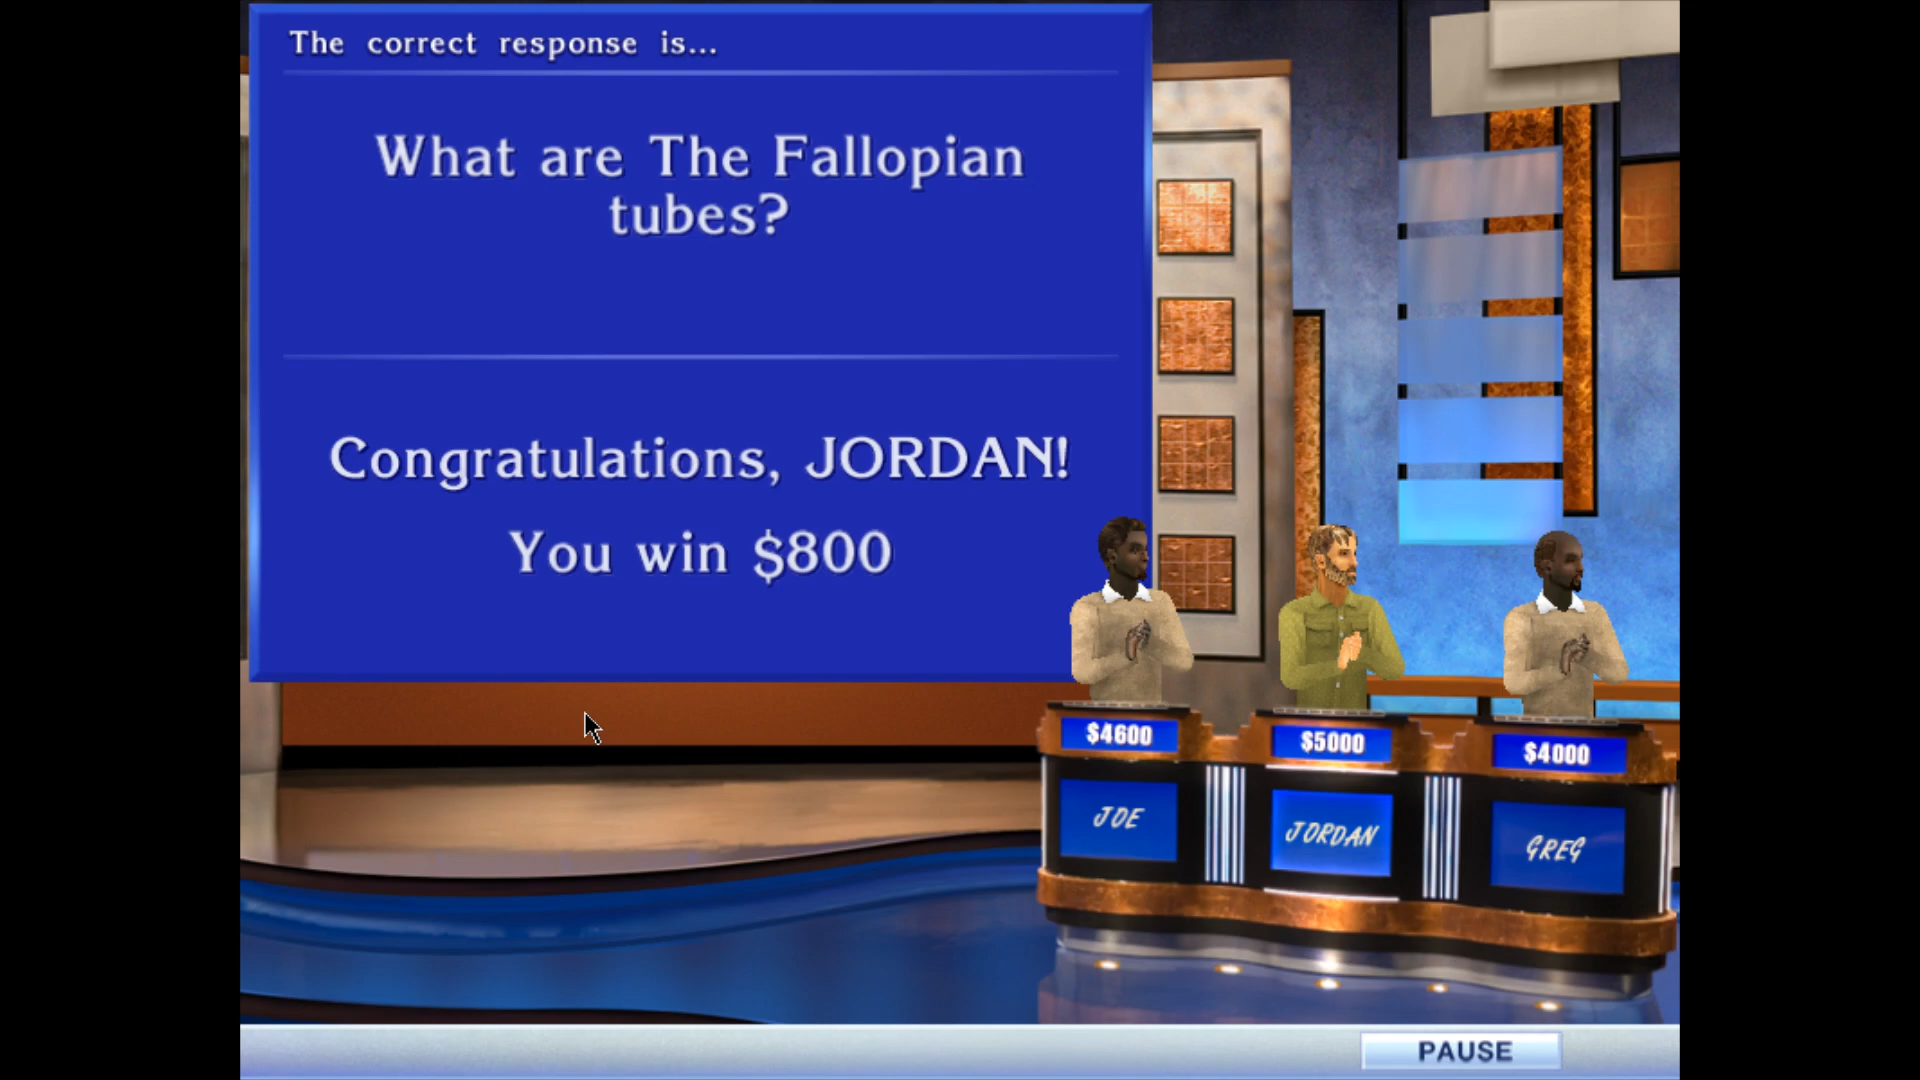 The correct response is...
What are The Fallopian
tubes?
Congratulations, JORDAN!
You win $800
$4600
$5000
$4000
JOE
JORDAN
GREG
PAUSE